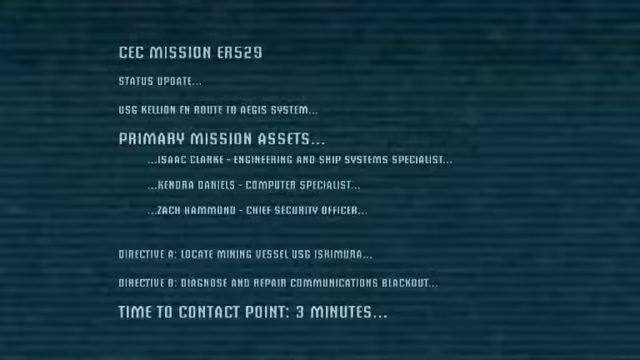 CEC MISSION ER529
STATUS UPDATE...
USG KELLION EN ROUTE TO AEGIS SYSTEM...
PRIMARY MISSION ASSETS...
...ISAAC CLARKE - ENGINEERING AND SHIP SYSTEMS SPECIALIST...
...KENDRA DANIELS - COMPUTER SPECIALIST...
...ZACH HAMMOND - CHIEF SECURITY OFFICER...
DIRECTIVE A: LOCATE MINING VESSEL USG ISHIMURA...
DIRECTIVE B: DIAGNOSE AND REPAIR COMMUNICATIONS BLACKOUT...
TIME TO CONTACT POINT: 3 MINUTES...